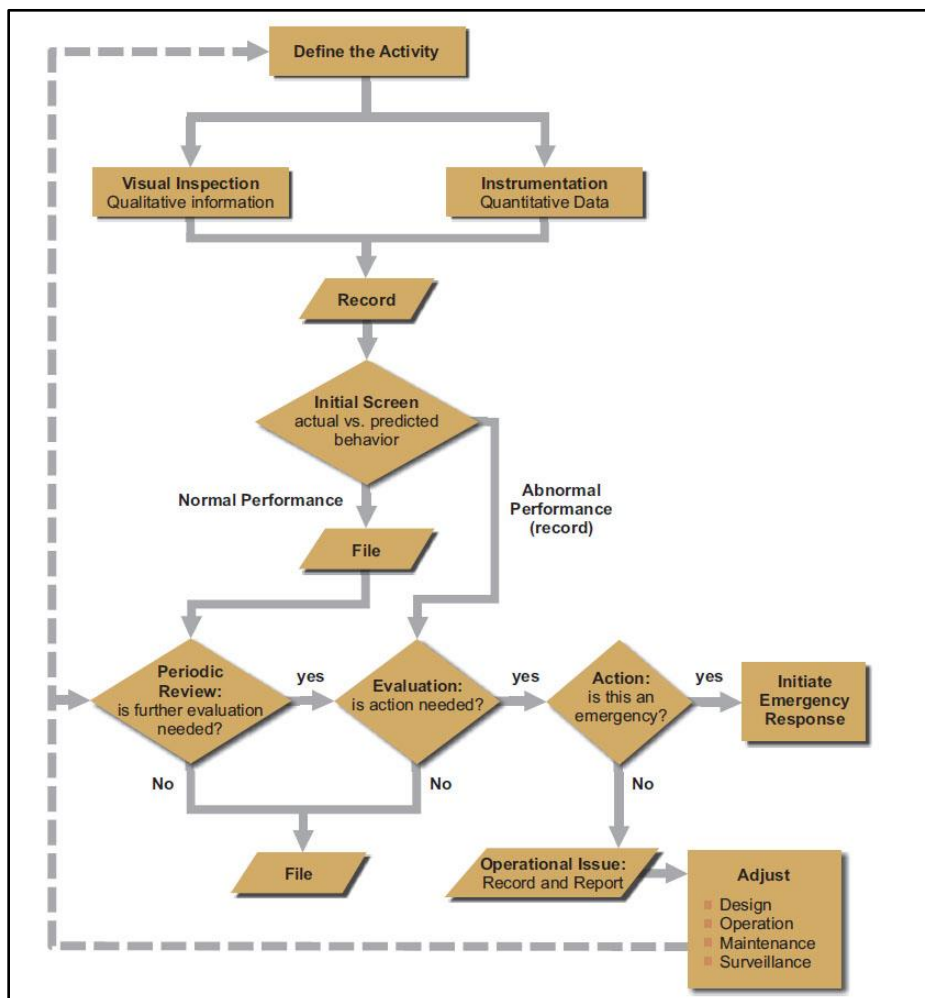 Define the Activity
Visual Inspection
Qualitative information
Instrumentation
Quantitative Data
Record
Initial Screen
actual vs. predicted
behavior
Normal Performance
Abnormal
Performance
(record)
File
Periodic
Review:
is further evaluation
needed?
yes
Evaluation:
is action needed?
yes
Action:
is this an
emergency?
yes
Initiate
Emergency
Response
No
No
No
File
Operational Issue:
Record and Report
Adjust
Design
Operation
Maintenance
Surveillance